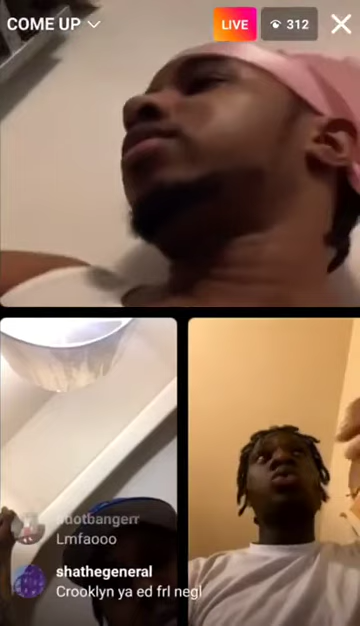 COME UP
LIVE
312
Lmfaooo
shathegeneral
Crooklyn ya ed frl negl